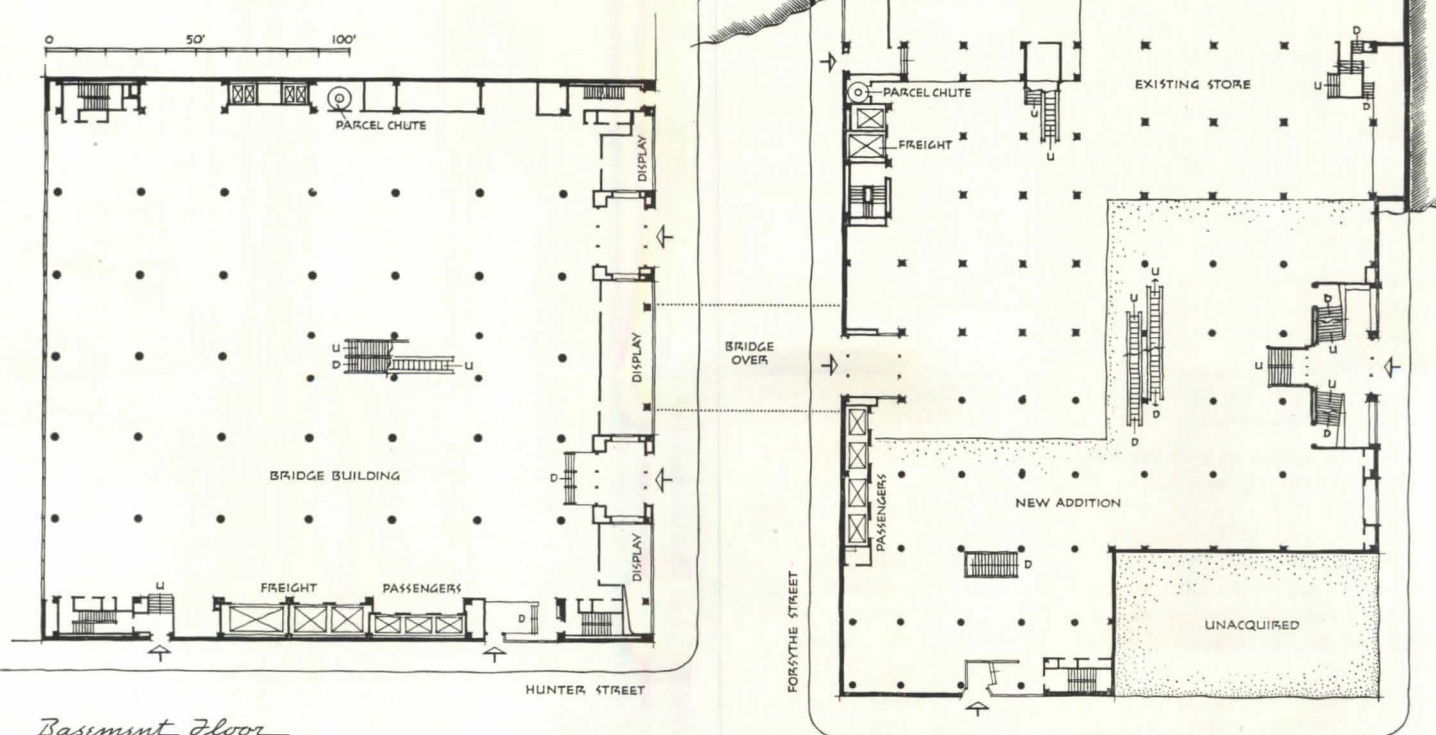 0 50' 100'
PARCEL CHUTE
DISPLAY
U
D
U
DISPLAY
BRIDGE BUILDING
D
DISPLAY
U
FREIGHT
PASSENGERS
D
HUNTER STREET
Basement Floor
BRIDGE
OVER
FORSYTHE STREET
EXISTING STORE
D
U
D
PARCEL CHUTE
FREIGHT
U
U
U
U
D
D
D
U
U
U
D
PASSENGERS
NEW ADDITION
D
UNACQUIRED